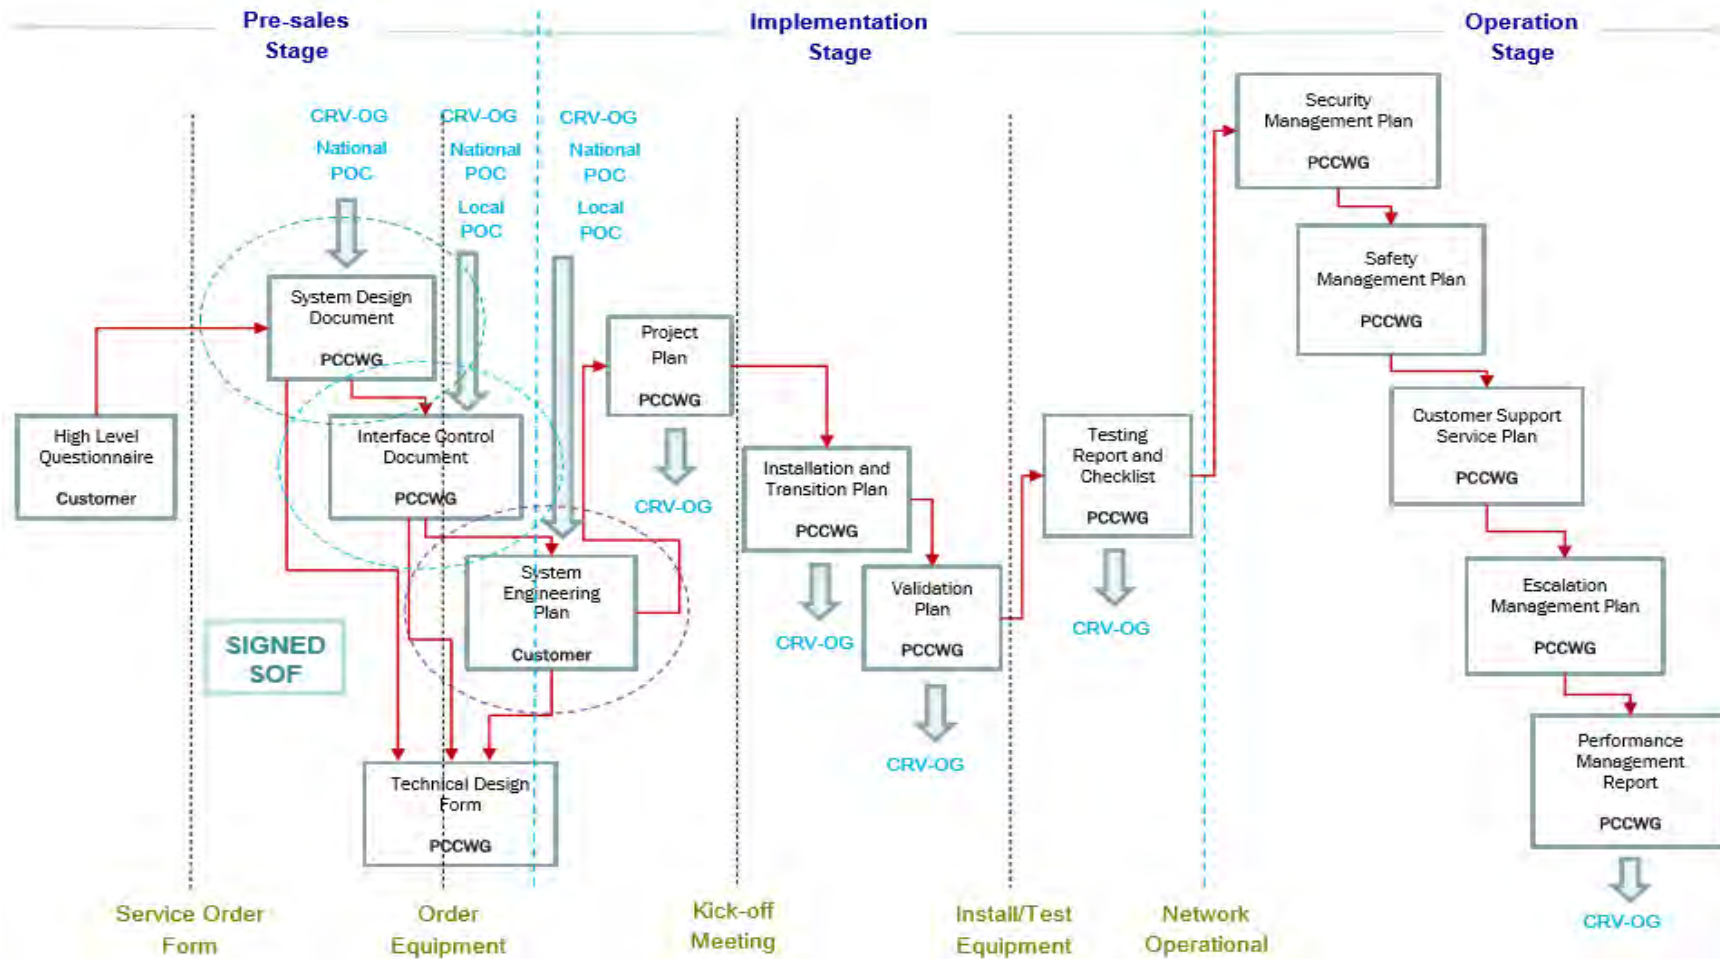 Pre-sales
Stage
Implementation
Stage
Operation
Stage
CRV-OG
National
POC
CRV-OG
National
POC
Local
POC
CRV-OG
National
POC
Local
POC
High Level
Questionnaire
Customer
System Design
Document
PCCWG
Interface Control
Document
PCCWG
System
Engineering
Plan
Customer
SIGNED
SOF
Technical Design
Form
PCCWG
Project
Plan
PCCWG
CRV-OG
Installation and
Transition Plan
PCCWG
CRV-OG
Validation
Plan
PCCWG
CRV-OG
Testing
Report and
Checklist
PCCWG
CRV-OG
Security
Management Plan
PCCWG
Safety
Management Plan
PCCWG
Customer Support
Service Plan
PCCWG
Escalation
Management Plan
PCCWG
Performance
Management
Report
PCCWG
CRV-OG
Service Order
Form
Order
Equipment
Kick-off
Meeting
Install/Test
Equipment
Network
Operational